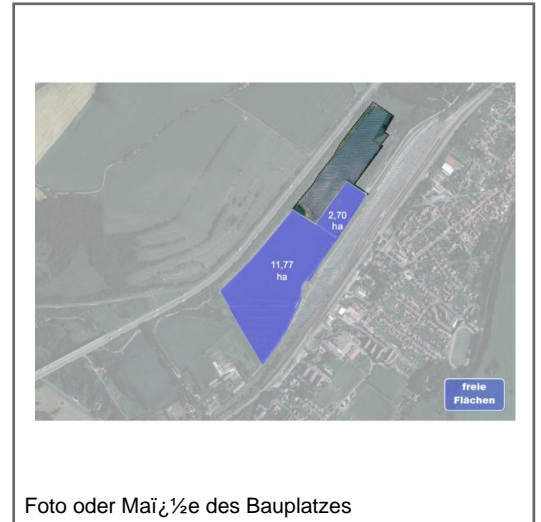 2,70
ha
11,77
ha
freie
Flächen
Foto oder Maï¿½e des Bauplatzes